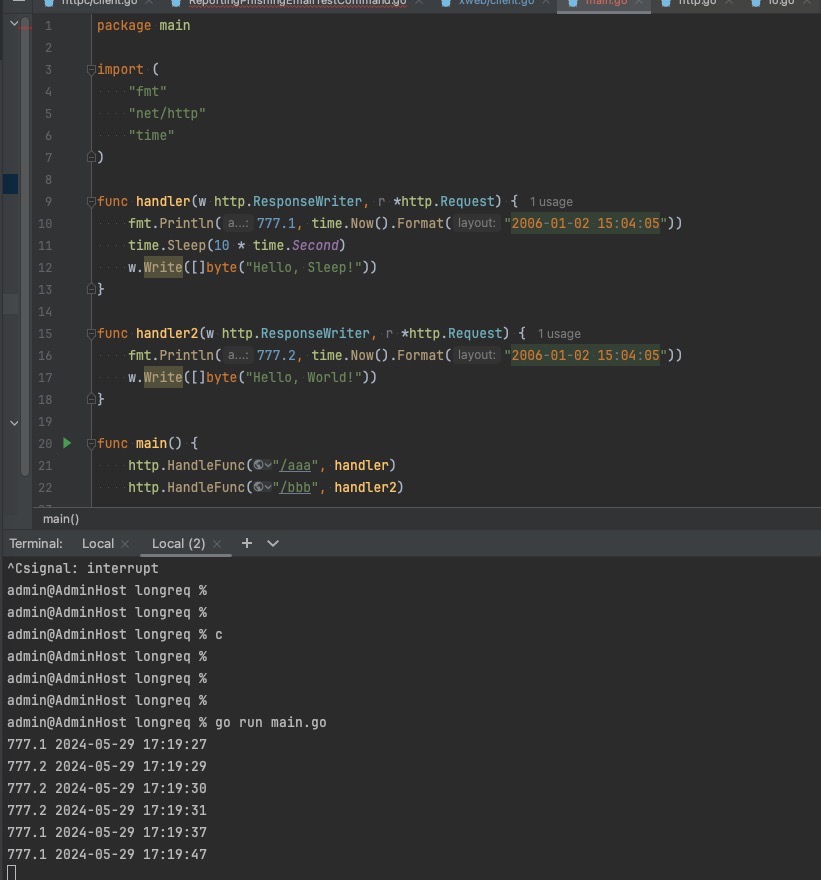 httpc/client.go
ReportingPhishingEmailTestCommand.go
xweb/client.go
main.go
http.go
io.go
1 package main
2
3 import (
4 "fmt"
5 "net/http"
6 "time"
7 )
8
9 func handler(w http.ResponseWriter, r *http.Request) { 1 usage
10 fmt.Println( a...: 777.1, time.Now().Format( layout: "2006-01-02 15:04:05"))
11 time.Sleep(10 * time.Second)
12 w.Write([]byte("Hello, Sleep!"))
13 }
14
15 func handler2(w http.ResponseWriter, r *http.Request) { 1 usage
16 fmt.Println( a...: 777.2, time.Now().Format( layout: "2006-01-02 15:04:05"))
17 w.Write([]byte("Hello, World!"))
18 }
19
20 func main() {
21 http.HandleFunc("/aaa", handler)
22 http.HandleFunc("/bbb", handler2)
main()
Terminal: Local Local (2)
^Csignal: interrupt
admin@AdminHost longreq %
admin@AdminHost longreq %
admin@AdminHost longreq % c
admin@AdminHost longreq %
admin@AdminHost longreq %
admin@AdminHost longreq %
admin@AdminHost longreq % go run main.go
777.1 2024-05-29 17:19:27
777.2 2024-05-29 17:19:29
777.2 2024-05-29 17:19:30
777.2 2024-05-29 17:19:31
777.1 2024-05-29 17:19:37
777.1 2024-05-29 17:19:47